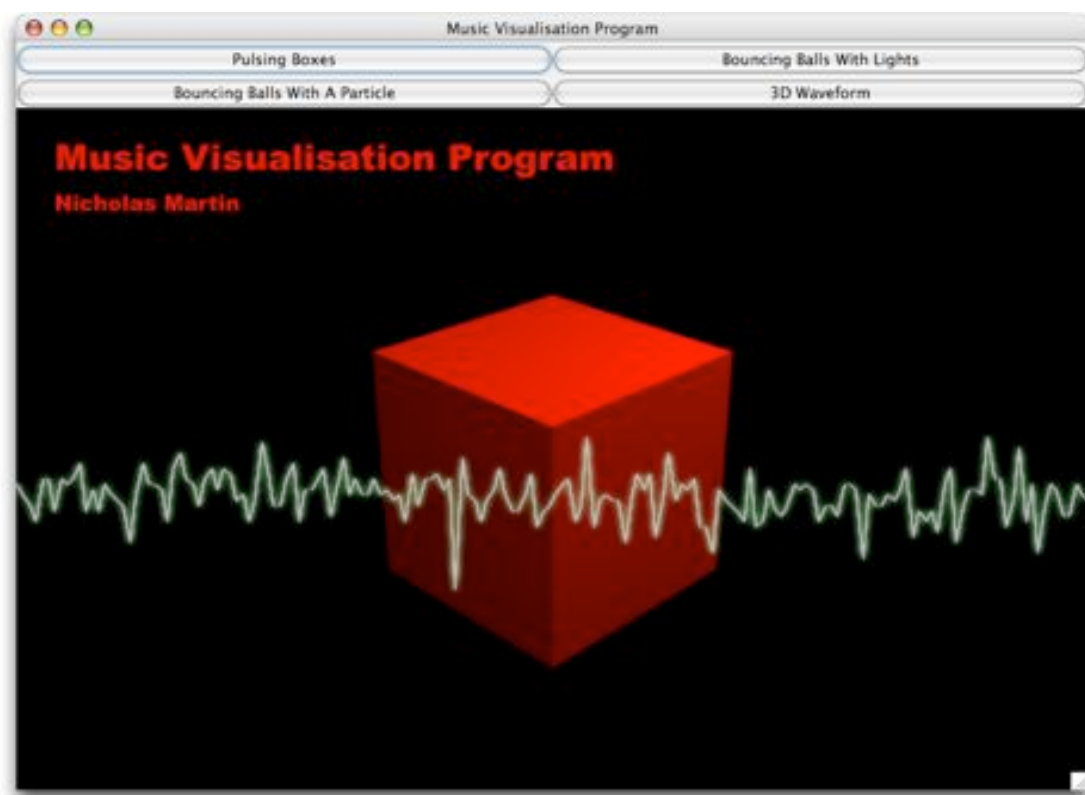 Music Visualisation Program
Pulsing Boxes
Bouncing Balls With Lights
Bouncing Balls With A Particle
3D Waveform
Music Visualisation Program
Nicholas Martin